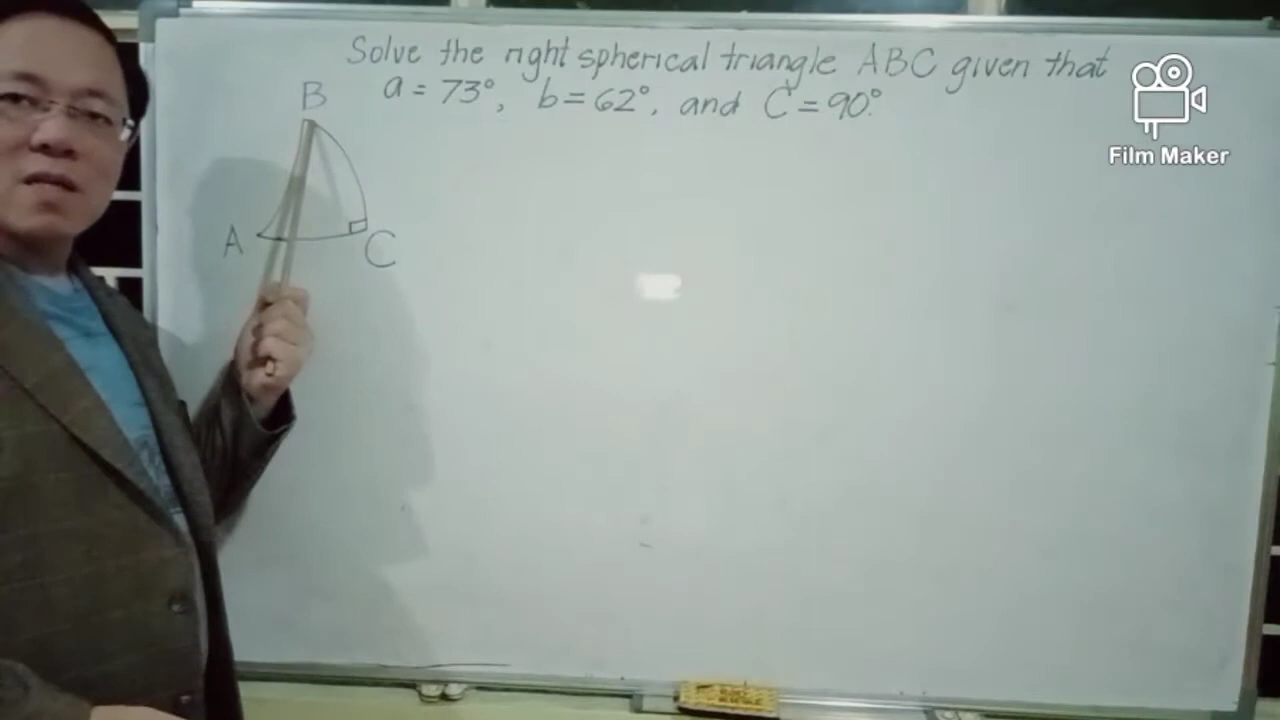 Solve the right spherical triangle ABC given that
a = 73°, b = 62°, and C = 90°.
B
A
C
Film Maker